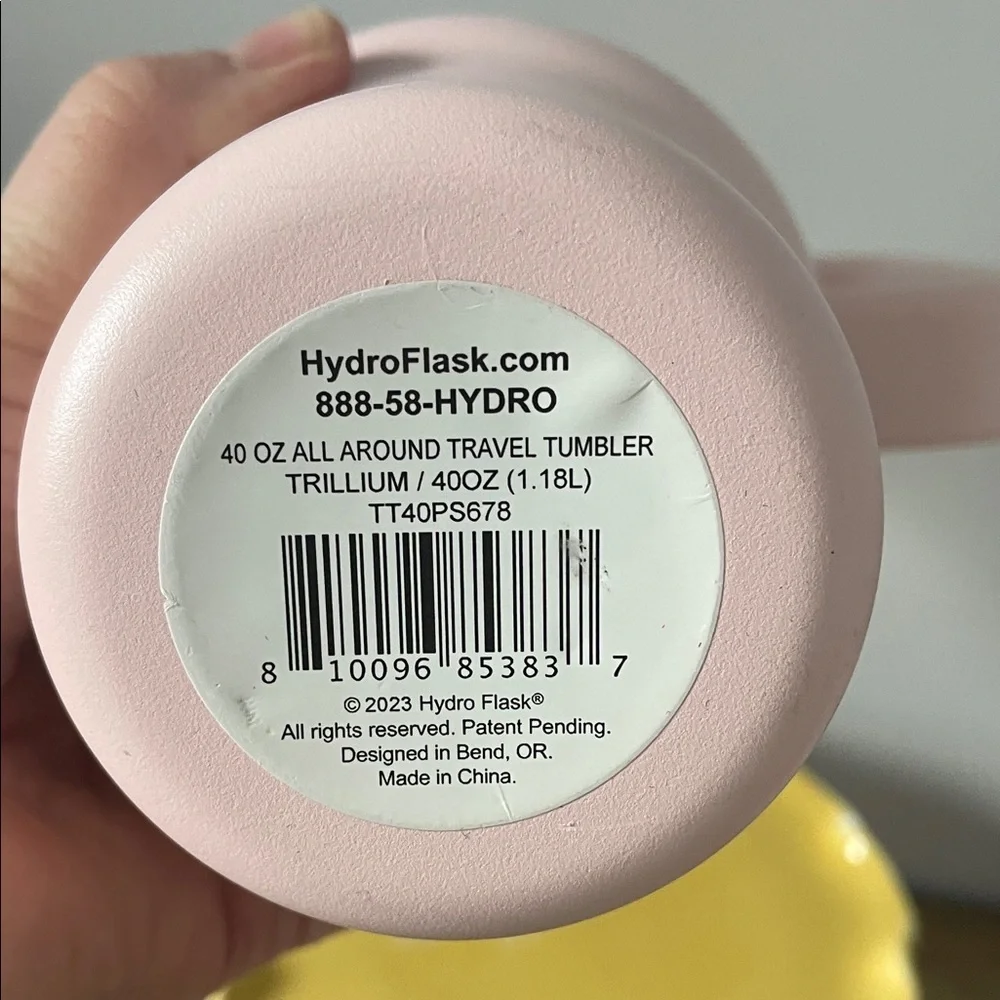 HydroFlask.com
888-58-HYDRO
40 OZ ALL AROUND TRAVEL TUMBLER
TRILLIUM / 40OZ (1.18L)
TT40PS678
8 10096 85383 7
© 2023 Hydro Flask®
All rights reserved. Patent Pending.
Designed in Bend, OR.
Made in China.